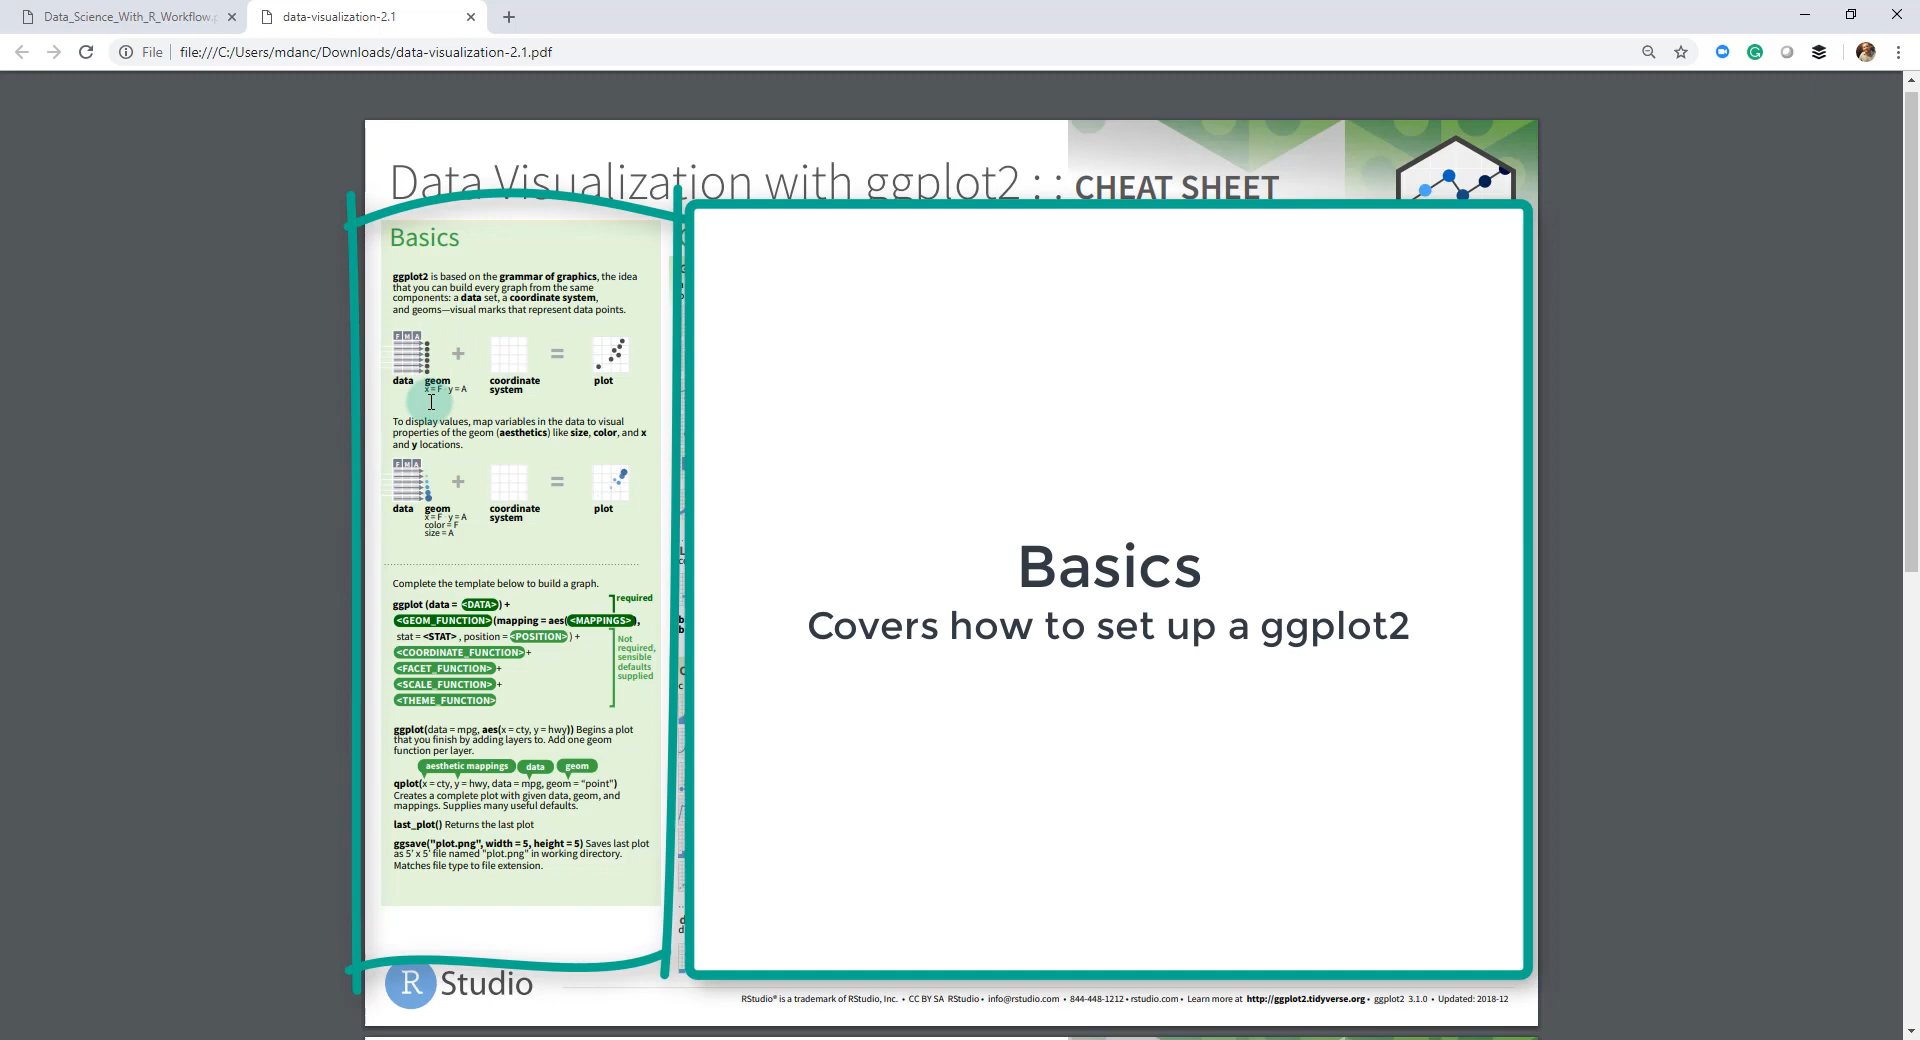 Data_Science_With_R_Workflow.p
data-visualization-2.1
File
file:///C:/Users/mdanc/Downloads/data-visualization-2.1.pdf
Data Visualization with ggplot2 : : CHEAT SHEET
Basics
ggplot2 is based on the grammar of graphics, the idea
that you can build every graph from the same
components: a data set, a coordinate system,
and geoms—visual marks that represent data points.
F M A
+ =
data geom coordinate plot
x = F y = A system
To display values, map variables in the data to visual
properties of the geom (aesthetics) like size, color, and x
and y locations.
F M A
+ =
data geom coordinate plot
x = F y = A system
color = F
size = A
Complete the template below to build a graph.
required
ggplot (data = <DATA>) +
<GEOM_FUNCTION>(mapping = aes(<MAPPINGS>),
stat = <STAT> , position = <POSITION>) +
<COORDINATE_FUNCTION> +
<FACET_FUNCTION> +
<SCALE_FUNCTION> +
<THEME_FUNCTION>
Not
required,
sensible
defaults
supplied
ggplot(data = mpg, aes(x = cty, y = hwy)) Begins a plot
that you finish by adding layers to. Add one geom
function per layer.
aesthetic mappings data geom
qplot(x = cty, y = hwy, data = mpg, geom = “point")
Creates a complete plot with given data, geom, and
mappings. Supplies many useful defaults.
last_plot() Returns the last plot
ggsave("plot.png", width = 5, height = 5) Saves last plot
as 5’ x 5’ file named "plot.png" in working directory.
Matches file type to file extension.
Basics
Covers how to set up a ggplot2
R Studio
RStudio® is a trademark of RStudio, Inc. • CC BY SA RStudio • info@rstudio.com • 844-448-1212 • rstudio.com • Learn more at http://ggplot2.tidyverse.org • ggplot2 3.1.0 • Updated: 2018-12